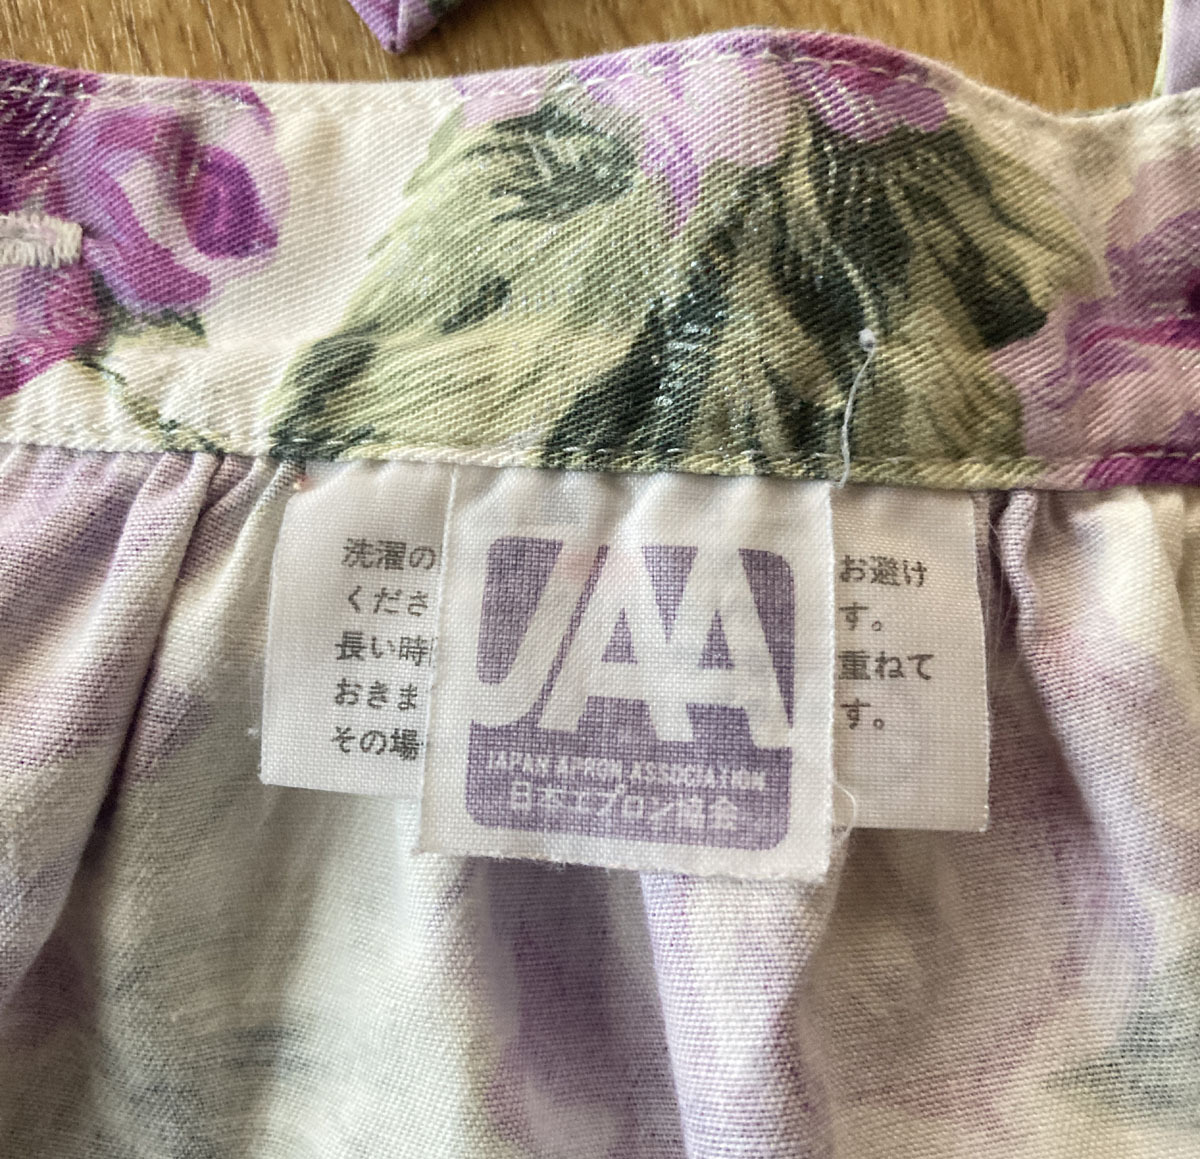 洗濯の
くださ
長い時
おきま
その場
JAA
JAPAN APRON ASSOCIATION
日本エプロン協会
お避け
す。
重ねて
す。